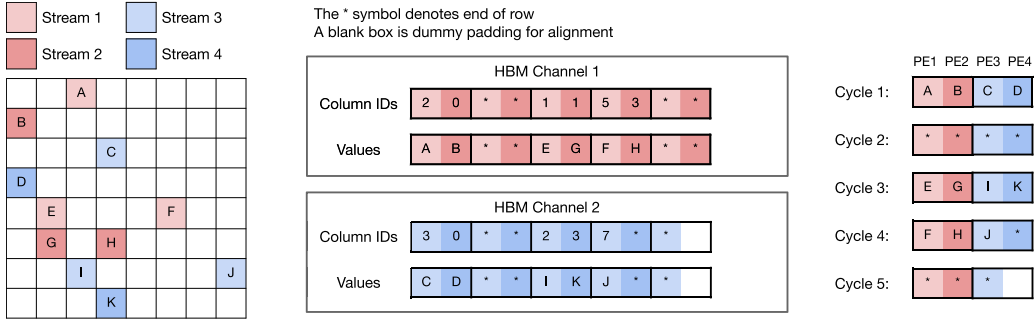 Stream 1
Stream 3
Stream 2
Stream 4
A
B
C
D
E F
G H
I J
K
The * symbol denotes end of row
A blank box is dummy padding for alignment
HBM Channel 1
Column IDs 2 0 * * 1 1 5 3 * *
Values A B * * E G F H * *
HBM Channel 2
Column IDs 3 0 * * 2 3 7 * *
Values C D * * I K J * *
PE1 PE2 PE3 PE4
Cycle 1: A B C D
Cycle 2: * * * *
Cycle 3: E G I K
Cycle 4: F H J *
Cycle 5: * * *